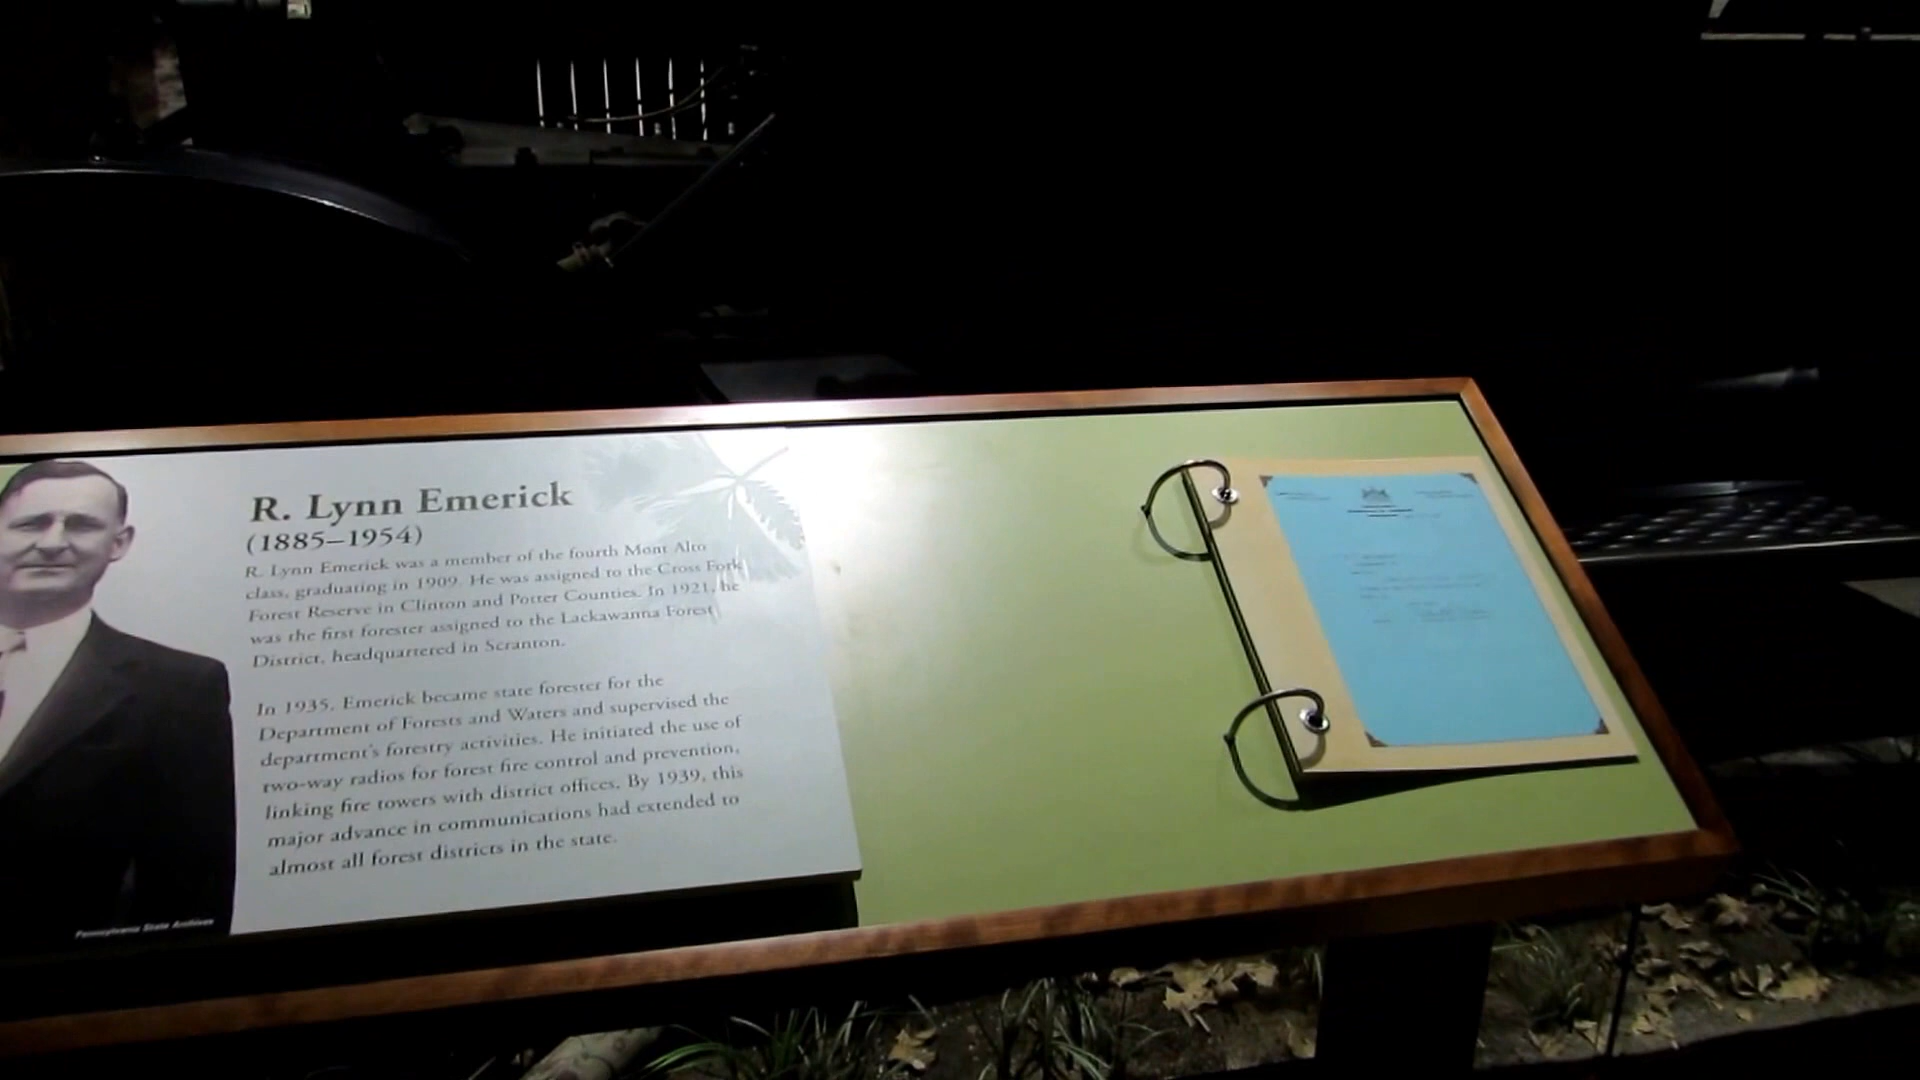 R. Lynn Emerick
(1885–1954)
R. Lynn Emerick was a member of the fourth Mont Alto
class, graduating in 1909. He was assigned to the Cross Fork
Forest Reserve in Clinton and Potter Counties. In 1921, he
was the first forester assigned to the Lackawanna Forest
District, headquartered in Scranton.
In 1935, Emerick became state forester for the
Department of Forests and Waters and supervised the
department's forestry activities. He initiated the use of
two-way radios for forest fire control and prevention,
linking fire towers with district offices. By 1939, this
major advance in communications had extended to
almost all forest districts in the state.
Pennsylvania State Archives